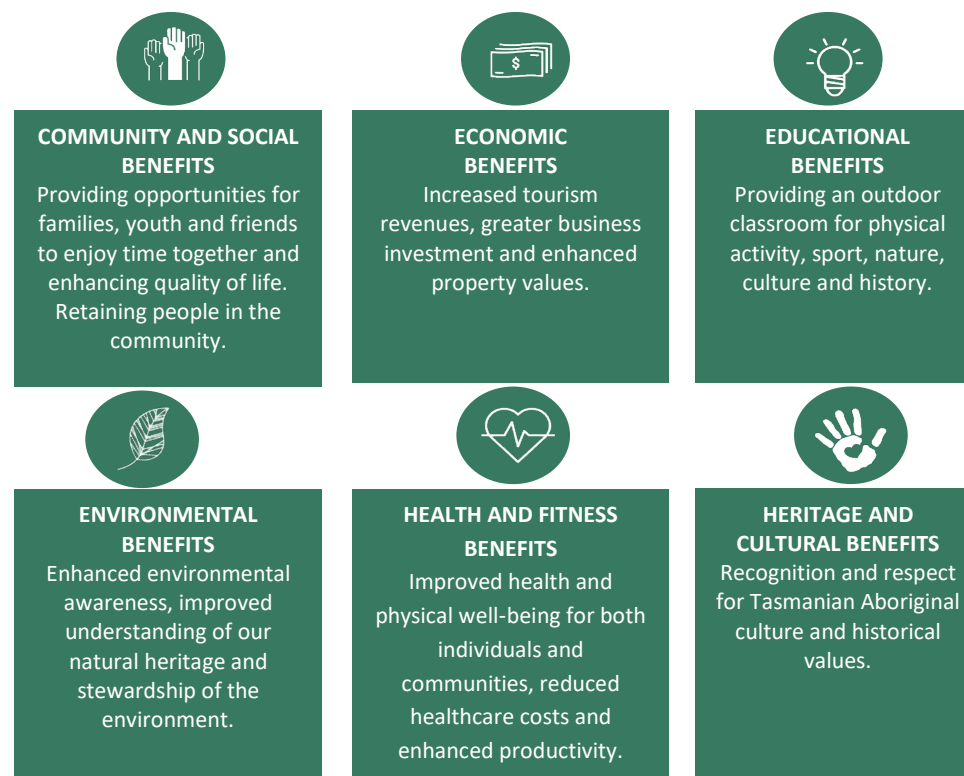 $
COMMUNITY AND SOCIAL
BENEFITS
Providing opportunities for
families, youth and friends
to enjoy time together and
enhancing quality of life.
Retaining people in the
community.
ECONOMIC
BENEFITS
Increased tourism
revenues, greater business
investment and enhanced
property values.
EDUCATIONAL
BENEFITS
Providing an outdoor
classroom for physical
activity, sport, nature,
culture and history.
ENVIRONMENTAL
BENEFITS
Enhanced environmental
awareness, improved
understanding of our
natural heritage and
stewardship of the
environment.
HEALTH AND FITNESS
BENEFITS
Improved health and
physical well-being for both
individuals and
communities, reduced
healthcare costs and
enhanced productivity.
HERITAGE AND
CULTURAL BENEFITS
Recognition and respect
for Tasmanian Aboriginal
culture and historical
values.